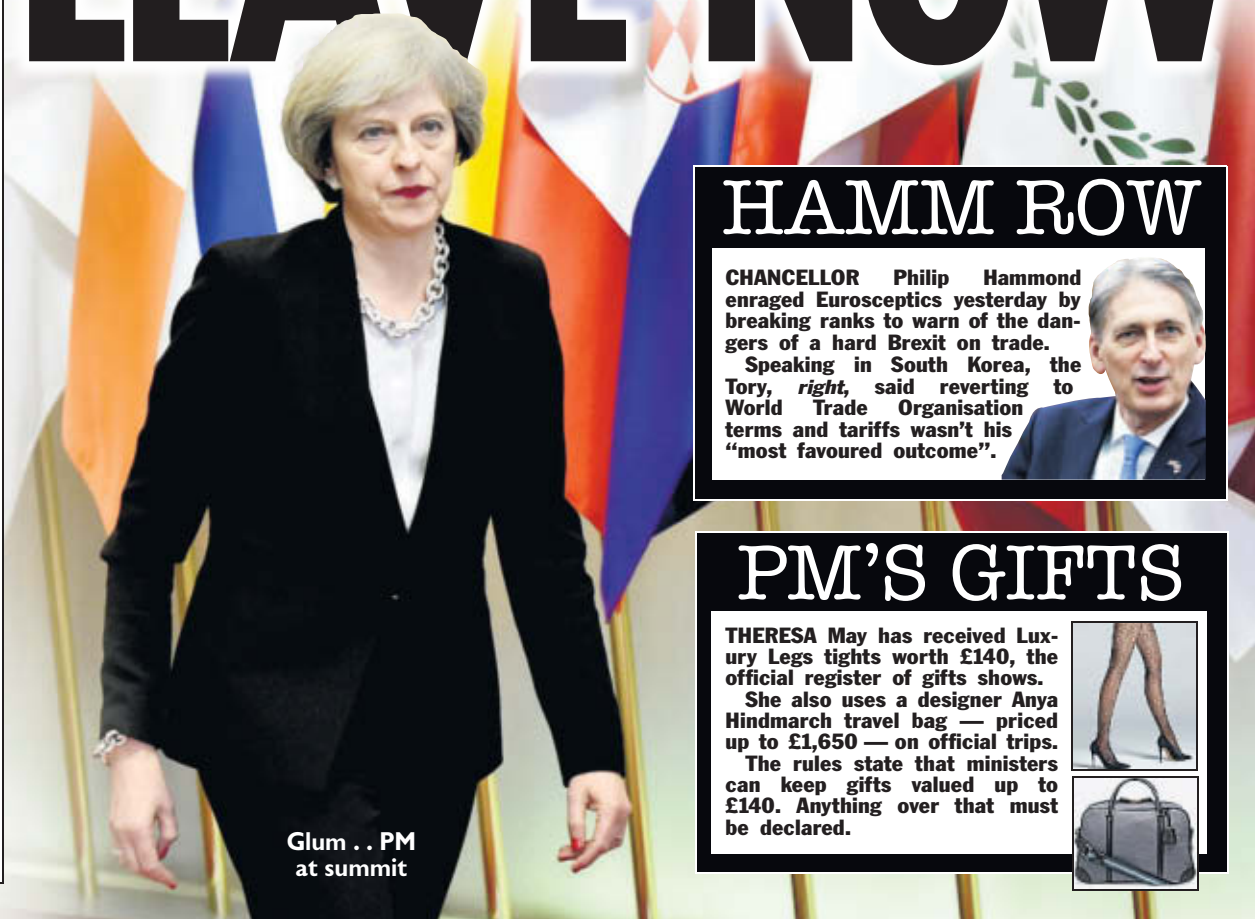 LEAVE NOW
HAMM ROW
CHANCELLOR Philip Hammond
enraged Eurosceptics yesterday by
breaking ranks to warn of the dan-
gers of a hard Brexit on trade.
Speaking in South Korea, the
Tory, right, said reverting to
World Trade Organisation
terms and tariffs wasn't his
“most favoured outcome”.
PM'S GIFTS
THERESA May has received Lux-
ury Legs tights worth £140, the
official register of gifts shows.
She also uses a designer Anya
Hindmarch travel bag — priced
up to £1,650 — on official trips.
The rules state that ministers
can keep gifts valued up to
£140. Anything over that must
be declared.
Glum . . PM
at summit